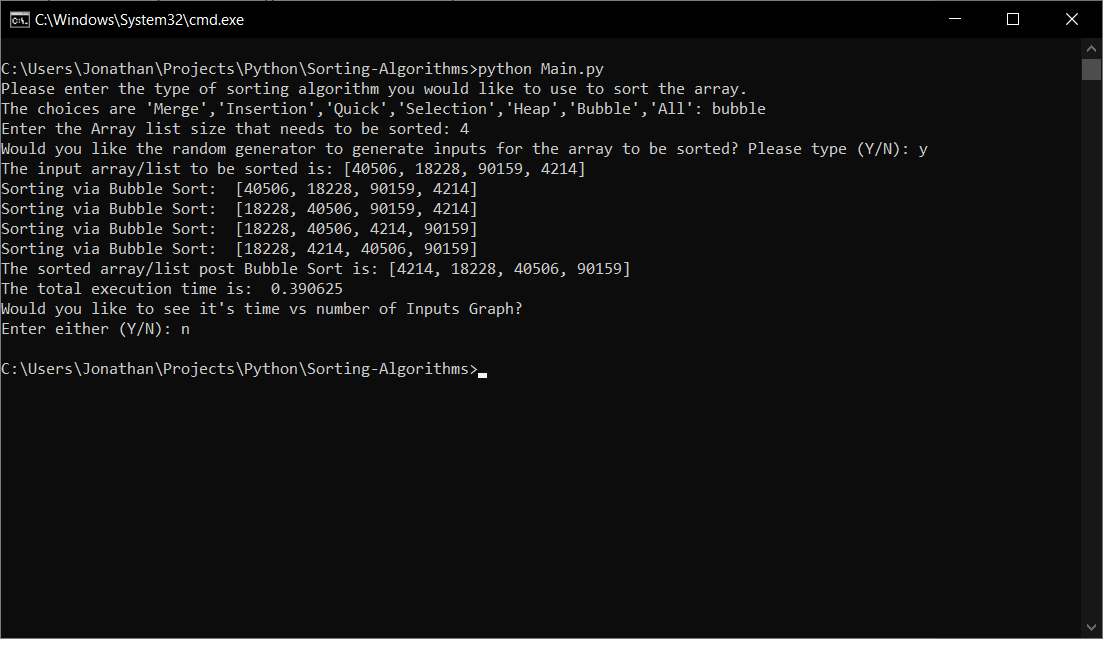 C:\Windows\System32\cmd.exe
C:\Users\Jonathan\Projects\Python\Sorting-Algorithms>python Main.py
Please enter the type of sorting algorithm you would like to use to sort the array.
The choices are 'Merge','Insertion','Quick','Selection','Heap','Bubble','All': bubble
Enter the Array list size that needs to be sorted: 4
Would you like the random generator to generate inputs for the array to be sorted? Please type (Y/N): y
The input array/list to be sorted is: [40506, 18228, 90159, 4214]
Sorting via Bubble Sort:  [40506, 18228, 90159, 4214]
Sorting via Bubble Sort:  [18228, 40506, 90159, 4214]
Sorting via Bubble Sort:  [18228, 40506, 4214, 90159]
Sorting via Bubble Sort:  [18228, 4214, 40506, 90159]
The sorted array/list post Bubble Sort is: [4214, 18228, 40506, 90159]
The total execution time is:  0.390625
Would you like to see it's time vs number of Inputs Graph?
Enter either (Y/N): n
C:\Users\Jonathan\Projects\Python\Sorting-Algorithms>